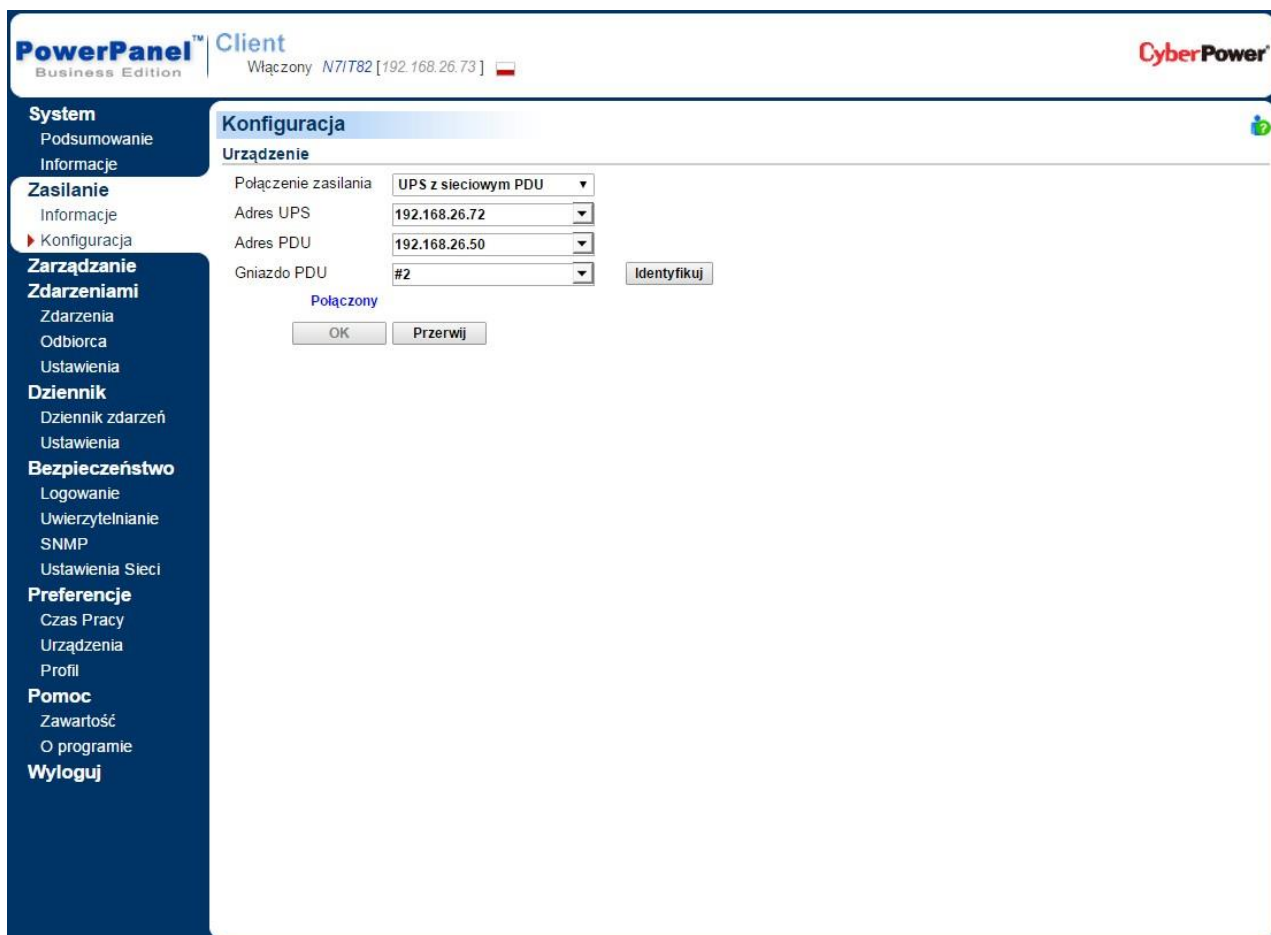 PowerPanel™ Client
Business Edition
Włączony N7IT82 [192.168.26.73]
CyberPower
System
Podsumowanie
Informacje
Zasilanie
Informacje
Konfiguracja
Zarządzanie
Zdarzeniami
Zdarzenia
Odbiorca
Ustawienia
Dziennik
Dziennik zdarzeń
Ustawienia
Bezpieczeństwo
Logowanie
Uwierzytelnianie
SNMP
Ustawienia Sieci
Preferencje
Czas Pracy
Urządzenia
Profil
Pomoc
Zawartość
O programie
Wyloguj
Konfiguracja
Urządzenie
Połączenie zasilania UPS z sieciowym PDU
Adres UPS 192.168.26.72
Adres PDU 192.168.26.50
Gniazdo PDU #2 Identyfikuj
Połączony
OK Przerwij